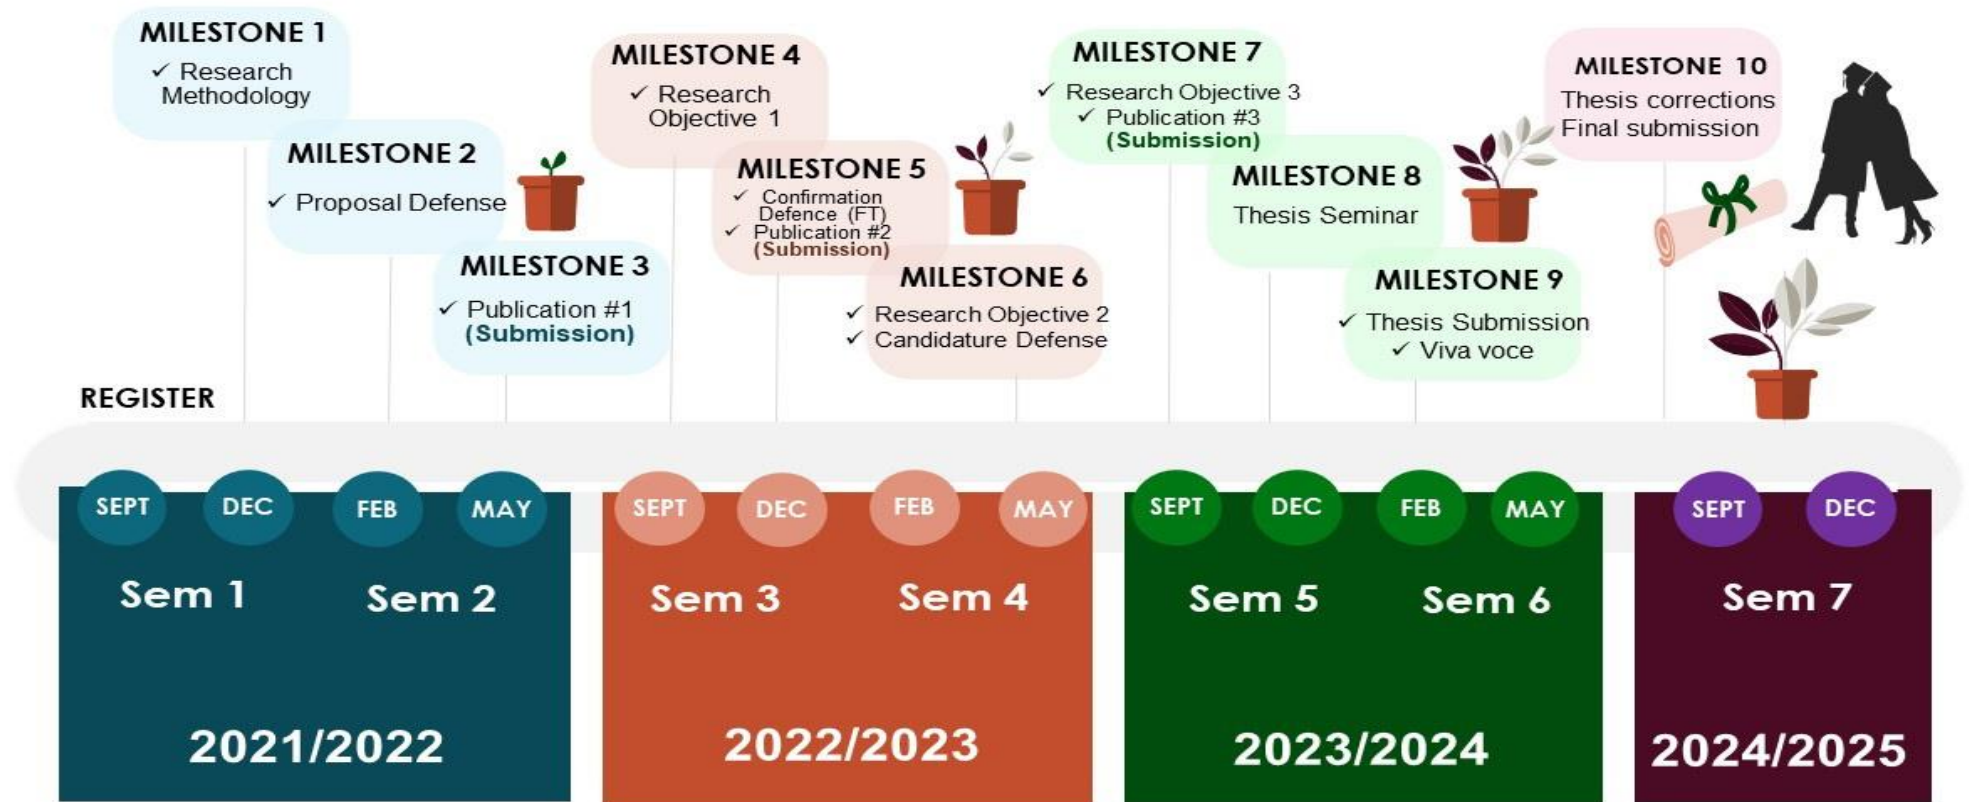 MILESTONE 1
✓ Research
Methodology
MILESTONE 2
✓ Proposal Defense
MILESTONE 3
✓ Publication #1
(Submission)
MILESTONE 4
✓ Research
Objective 1
MILESTONE 5
✓ Confirmation
Defence (FT)
✓ Publication #2
(Submission)
MILESTONE 6
✓ Research Objective 2
✓ Candidature Defense
MILESTONE 7
✓ Research Objective 3
✓ Publication #3
(Submission)
MILESTONE 8
Thesis Seminar
MILESTONE 9
✓ Thesis Submission
✓ Viva voce
MILESTONE 10
Thesis corrections
Final submission
REGISTER
SEPT DEC FEB MAY
Sem 1 Sem 2
2021/2022
SEPT DEC FEB MAY
Sem 3 Sem 4
2022/2023
SEPT DEC FEB MAY
Sem 5 Sem 6
2023/2024
SEPT DEC
Sem 7
2024/2025